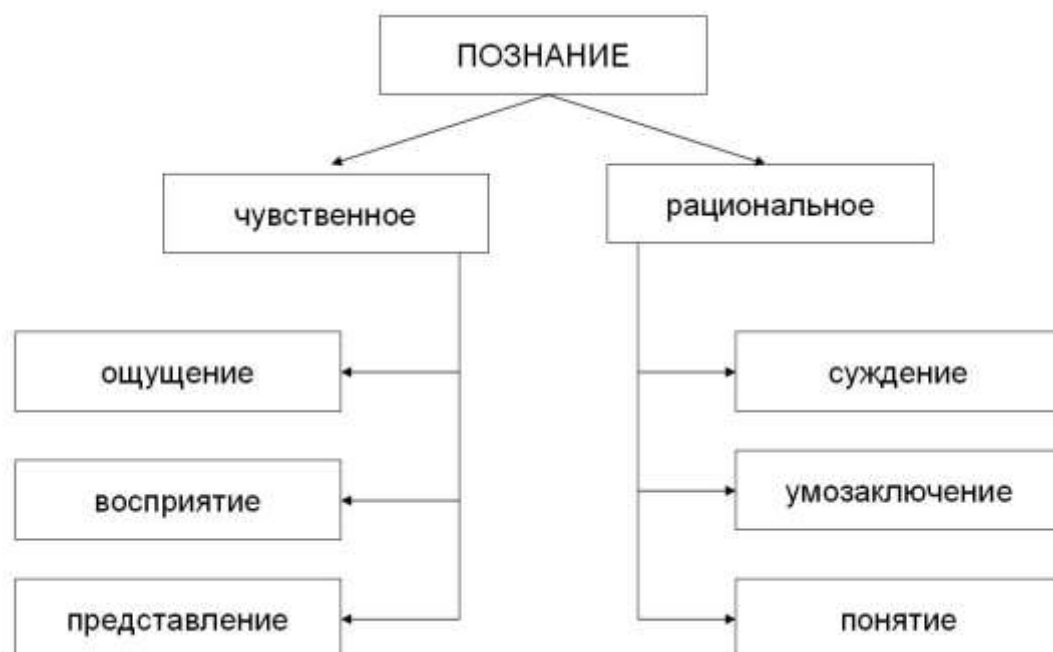 ПОЗНАНИЕ
чувственное
рациональное
ощущение
суждение
восприятие
умозаключение
представление
понятие